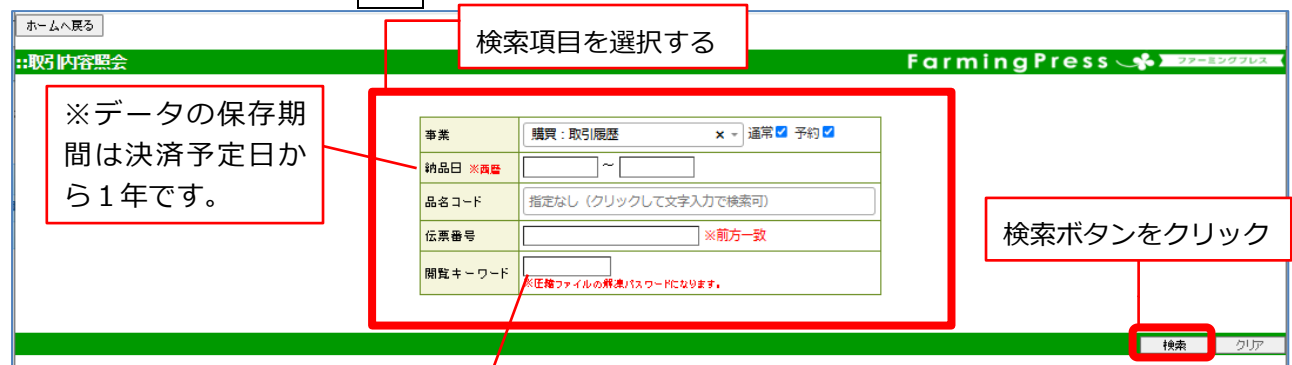 ホームへ戻る
検索項目を選択する
::取引内容照会
FarmingPress ファーミングプレス
※データの保存期
間は決済予定日か
ら１年です。
事業 購買：取引履歴 × 通常 予約
納品日 ※西暦 ～
品名コード 指定なし（クリックして文字入力で検索可）
伝票番号 ※前方一致
閲覧キーワード
※圧縮ファイルの解凍パスワードになります。
検索ボタンをクリック
検索 クリア